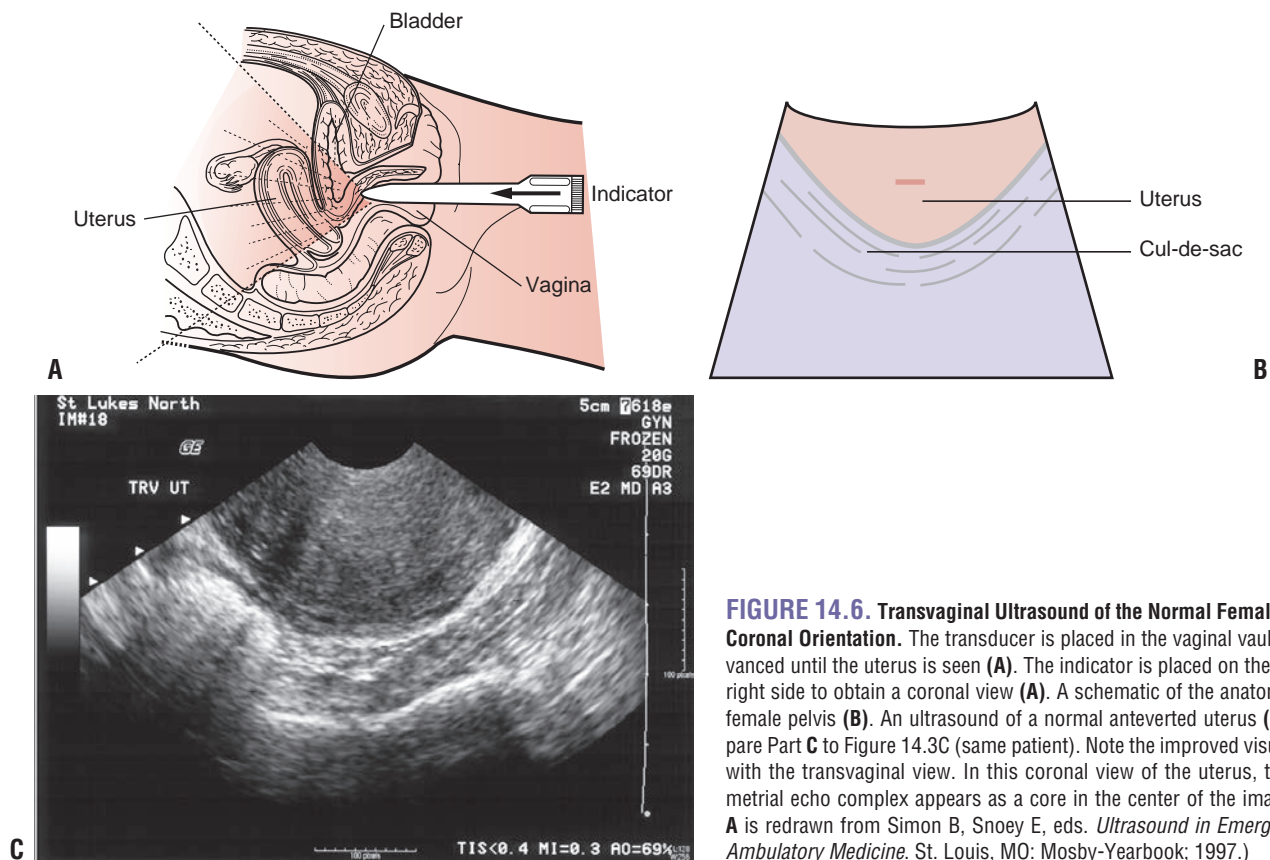 Bladder
Indicator
Uterus
Vagina
A
Uterus
Cul-de-sac
B
St Lukes North
IM#18
GE
TRV UT
5cm ?618e
GYN
FROZEN
20G
69DR
E2 MD A3
100 pixels
100 pixels
TIS<0.4 MI=0.3 AO=69%
C
FIGURE 14.6. Transvaginal Ultrasound of the Normal Femal
Coronal Orientation. The transducer is placed in the vaginal vaul
vanced until the uterus is seen (A). The indicator is placed on the
right side to obtain a coronal view (A). A schematic of the anator
female pelvis (B). An ultrasound of a normal anteverted uterus (
pare Part C to Figure 14.3C (same patient). Note the improved visu
with the transvaginal view. In this coronal view of the uterus, t
metrial echo complex appears as a core in the center of the ima
A is redrawn from Simon B, Snoey E, eds. Ultrasound in Emerg
Ambulatory Medicine. St. Louis, MO: Mosby-Yearbook; 1997.)